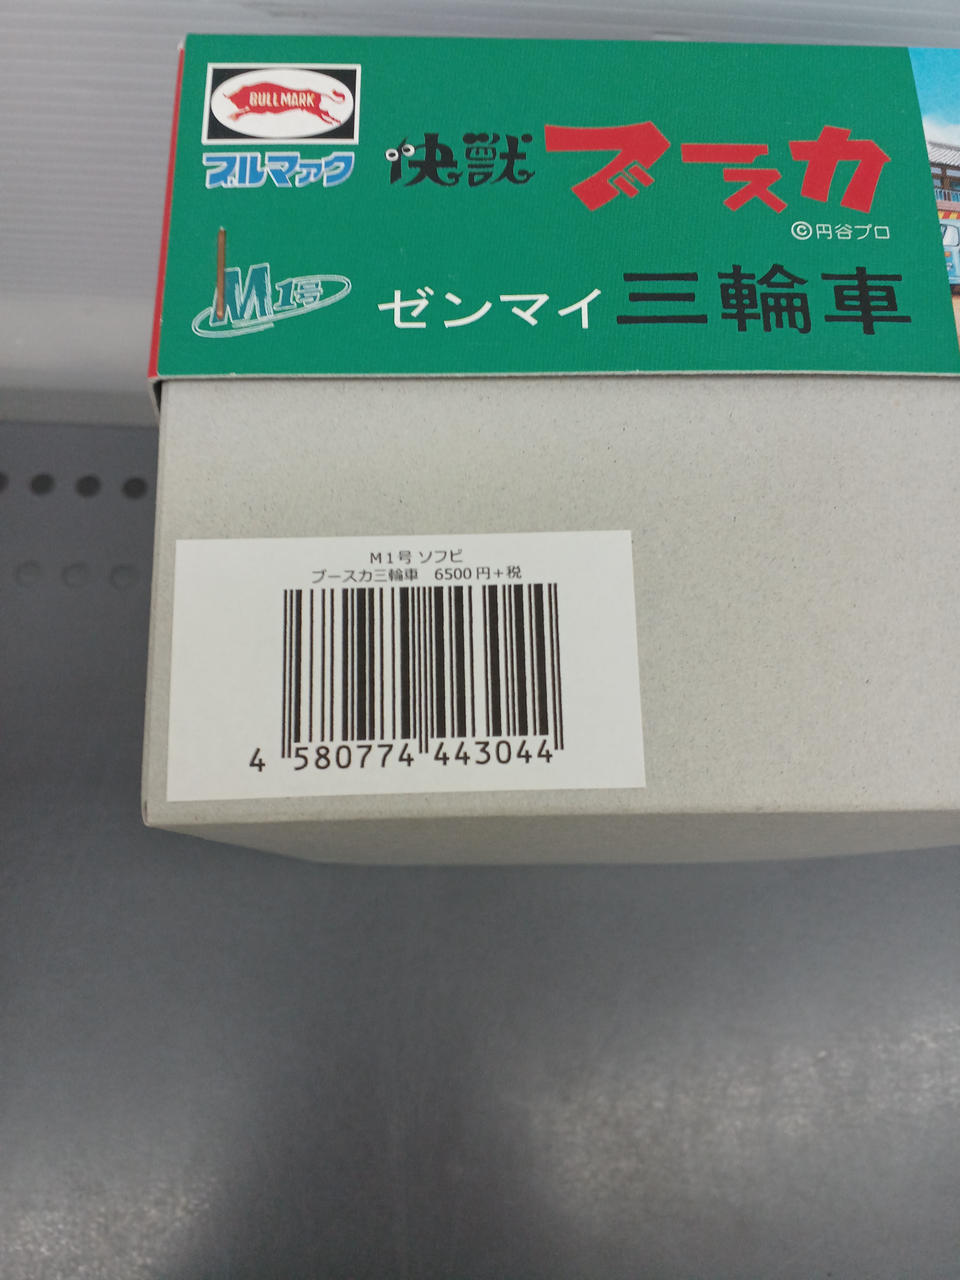 BULLMARK
ブルマァク
快獣ブースカ
©円谷プロ
M1号
ゼンマイ三輪車
M1号 ソフビ
ブースカ三輪車 6500円+税
4 580774 443044